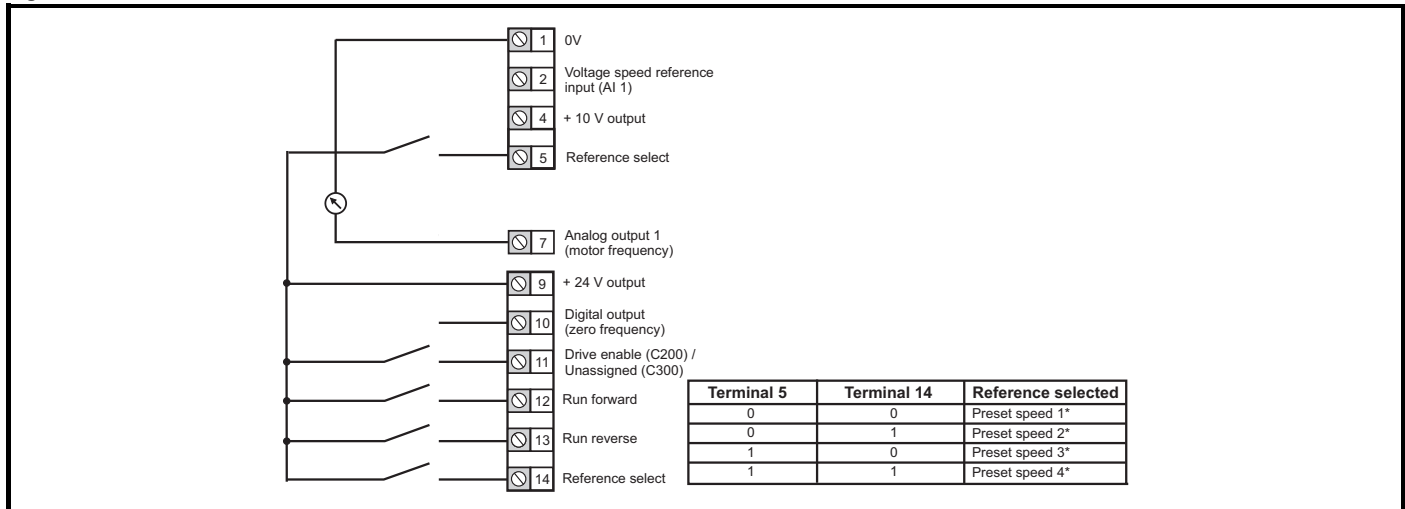 1 0V
2 Voltage speed reference
input (AI 1)
4 + 10 V output
5 Reference select
7 Analog output 1
(motor frequency)
9 + 24 V output
10 Digital output
(zero frequency)
11 Drive enable (C200) /
Unassigned (C300)
12 Run forward
13 Run reverse
14 Reference select
Terminal 5 Terminal 14 Reference selected
0 0 Preset speed 1*
0 1 Preset speed 2*
1 0 Preset speed 3*
1 1 Preset speed 4*